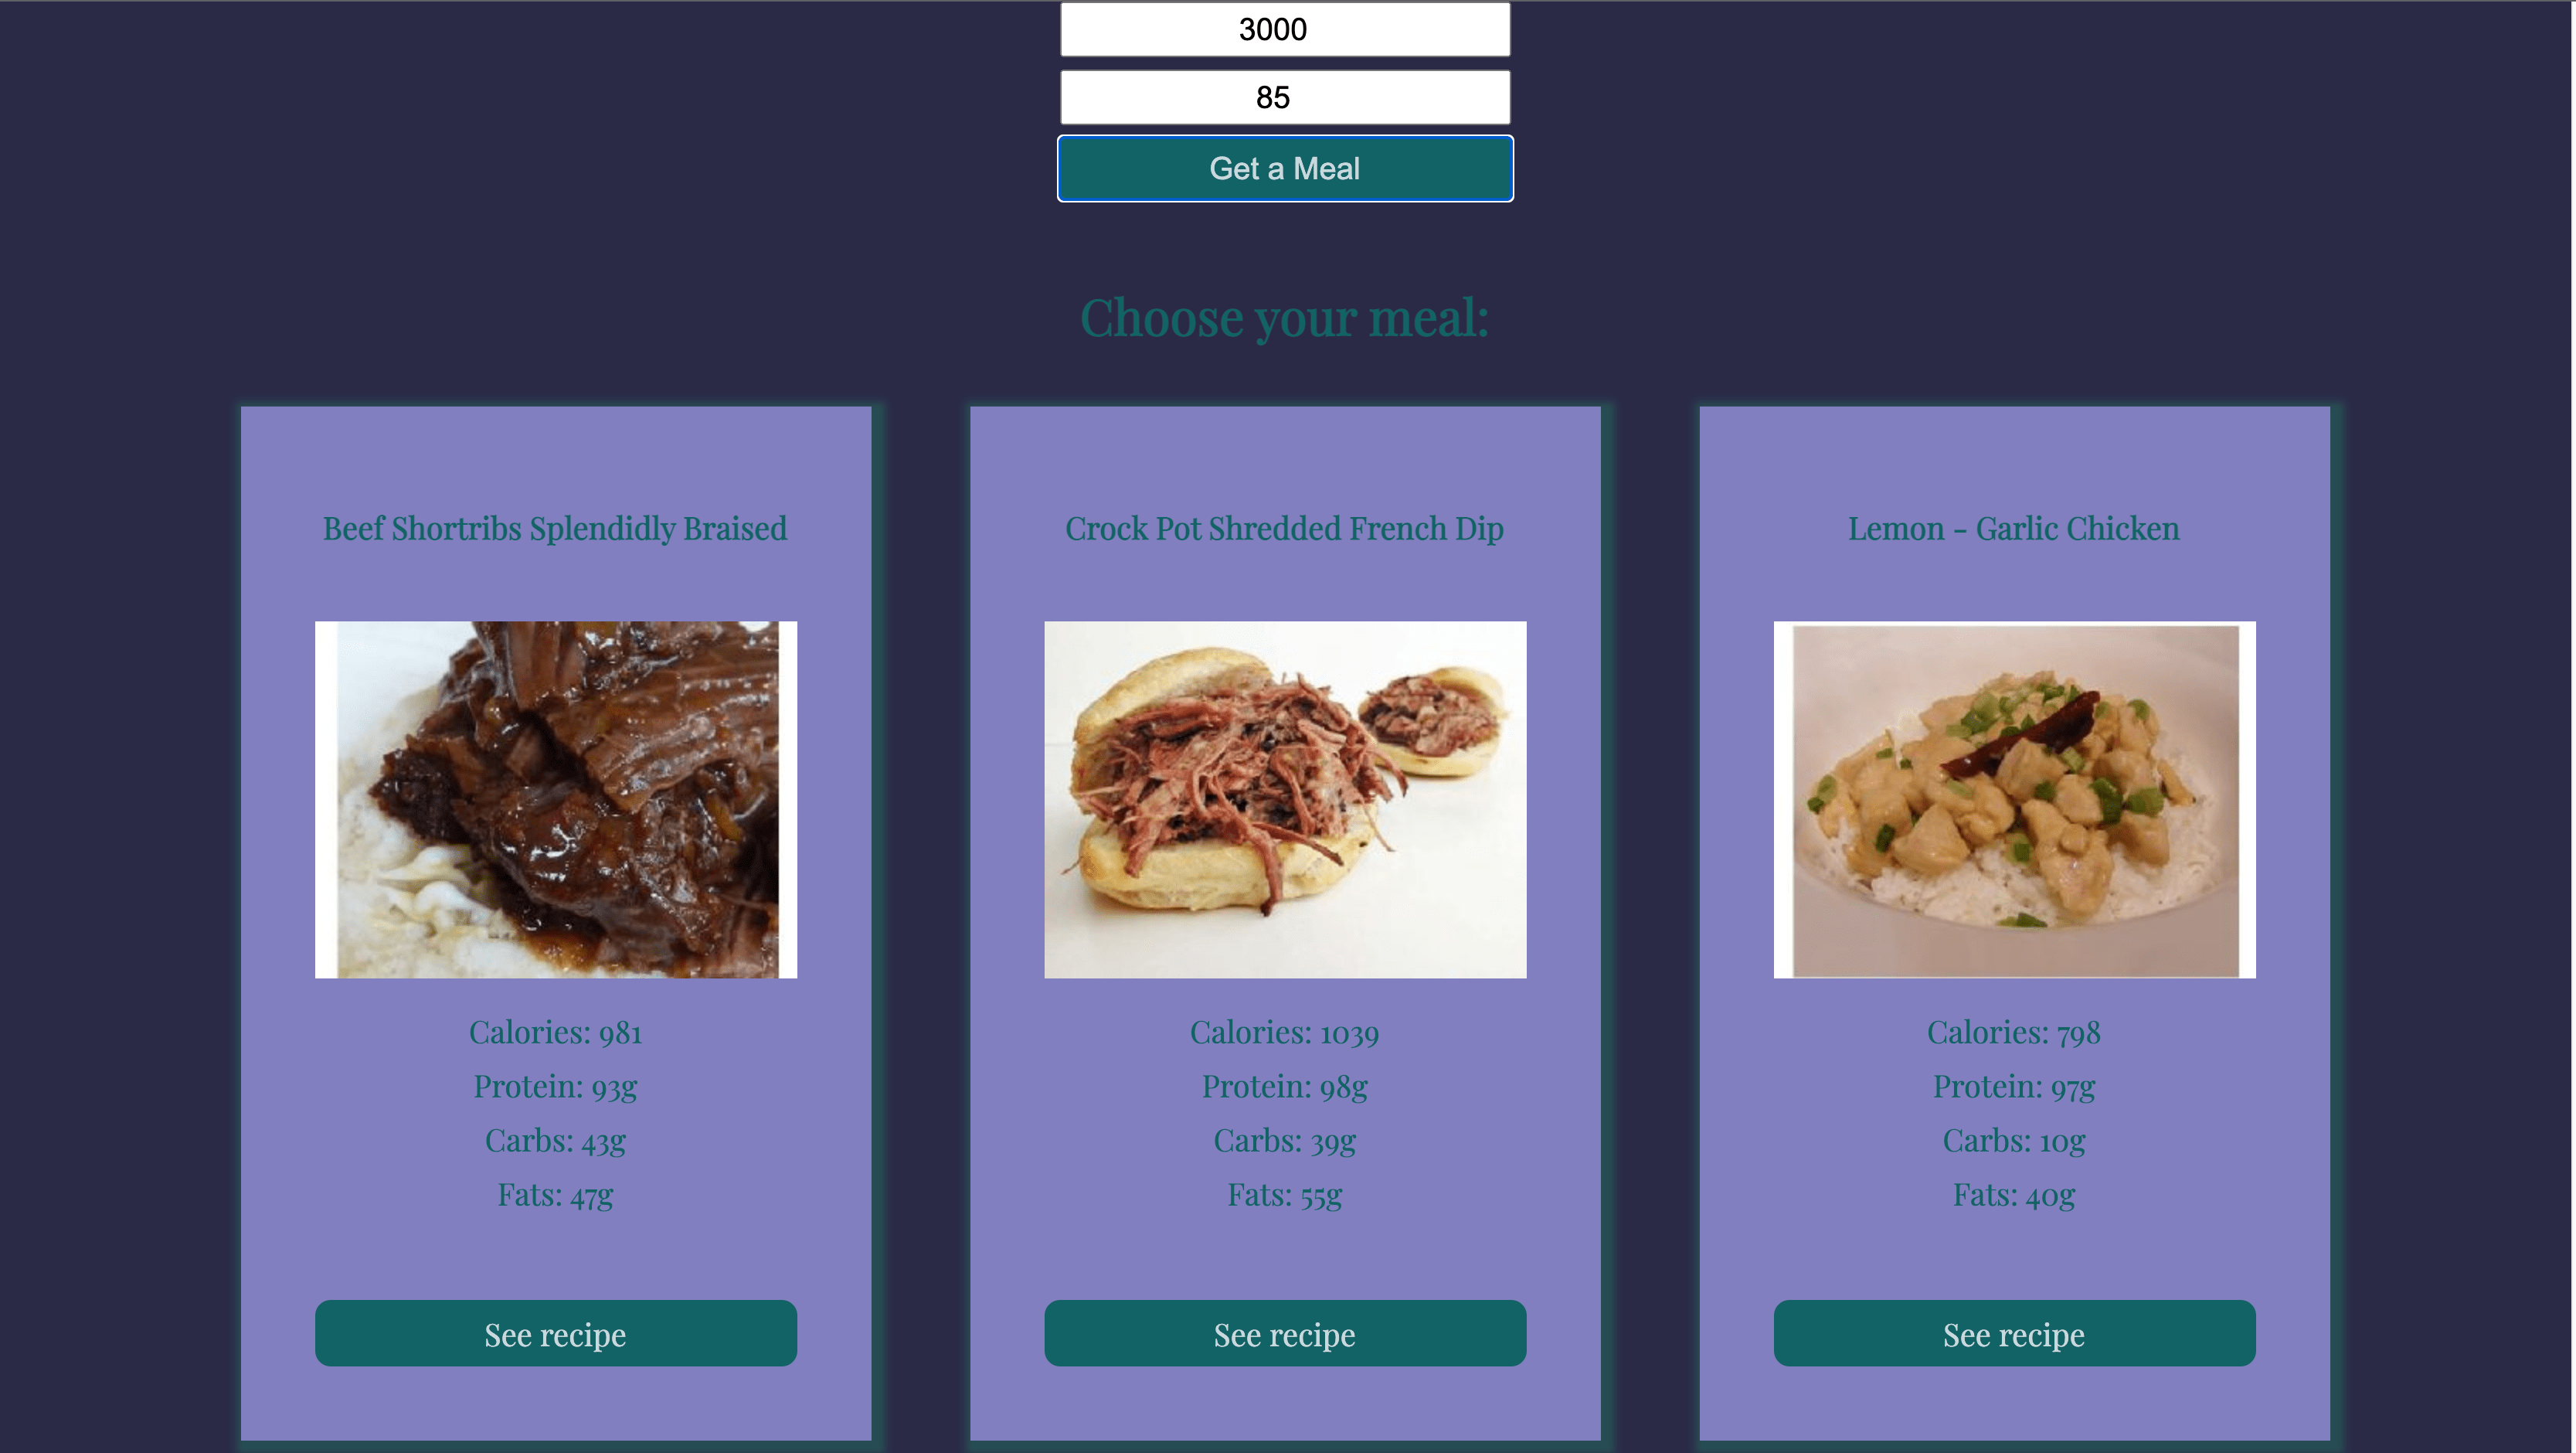 3000
85
Get a Meal
Choose your meal:
Beef Shortribs Splendidly Braised
Calories: 981
Protein: 93g
Carbs: 43g
Fats: 47g
See recipe
Crock Pot Shredded French Dip
Calories: 1039
Protein: 98g
Carbs: 39g
Fats: 55g
See recipe
Lemon - Garlic Chicken
Calories: 798
Protein: 97g
Carbs: 10g
Fats: 40g
See recipe